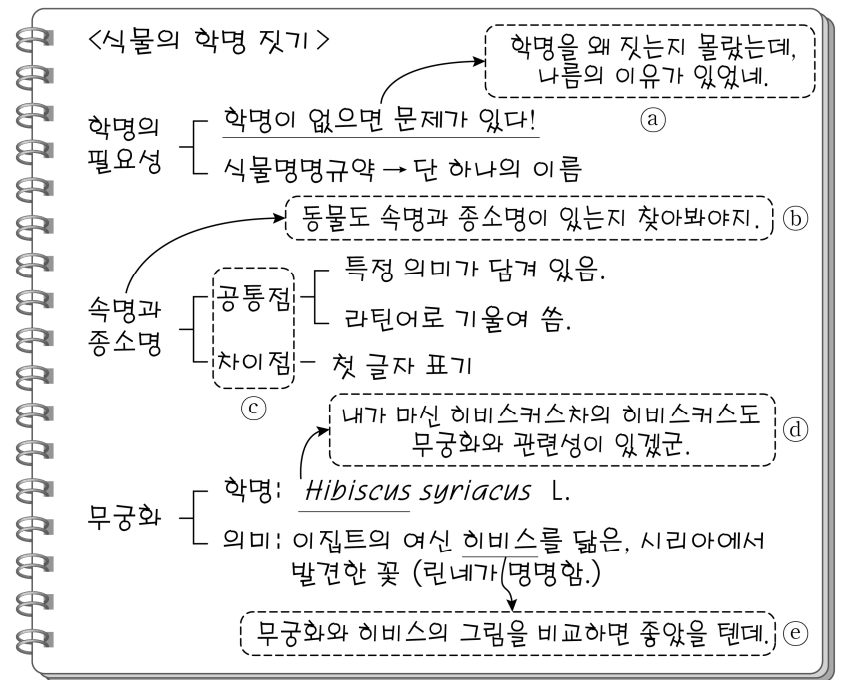 <식물의 학명 짓기>
학명을 왜 짓는지 몰랐는데,
나름의 이유가 있었네.
ⓐ
학명의
필요성
학명이 없으면 문제가 있다!
식물명명규약 → 단 하나의 이름
동물도 속명과 종소명이 있는지 찾아봐야지. ⓑ
속명과
종소명
공통점
특정 의미가 담겨 있음.
라틴어로 기울여 씀.
차이점
첫 글자 표기
ⓒ
내가 마신 히비스커스차의 히비스커스도
무궁화와 관련성이 있겠군.
ⓓ
무궁화
학명: Hibiscus syriacus L.
의미: 이집트의 여신 히비스를 닮은, 시리아에서
발견한 꽃 (린네가 명명함.)
무궁화와 히비스의 그림을 비교하면 좋았을 텐데. ⓔ